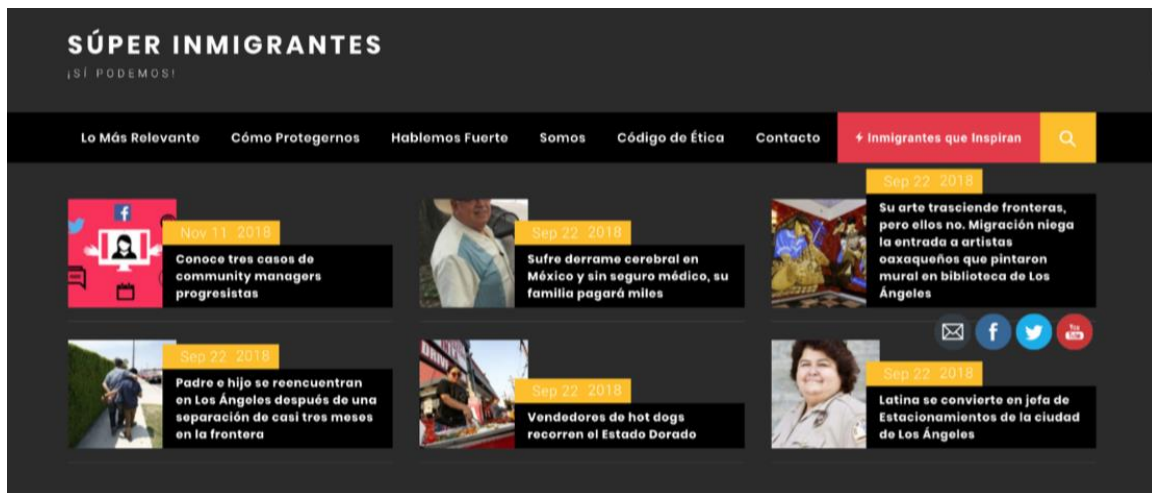 SÚPER INMIGRANTES
¡SÍ PODEMOS!
Lo Más Relevante Cómo Protegernos Hablemos Fuerte Somos Código de Ética Contacto Inmigrantes que Inspiran
Nov 11 2018
Conoce tres casos de
community managers
progresistas
Sep 22 2018
Sufre derrame cerebral en
México y sin seguro médico, su
familia pagará miles
Sep 22 2018
Su arte trasciende fronteras,
pero ellos no. Migración niega
la entrada a artistas
oaxaqueños que pintaron
mural en biblioteca de Los
Ángeles
Sep 22 2018
Padre e hijo se reencuentran
en Los Ángeles después de una
separación de casi tres meses
en la frontera
Sep 22 2018
Vendedores de hot dogs
recorren el Estado Dorado
Sep 22 2018
Latina se convierte en jefa de
Estacionamientos de la ciudad
de Los Ángeles